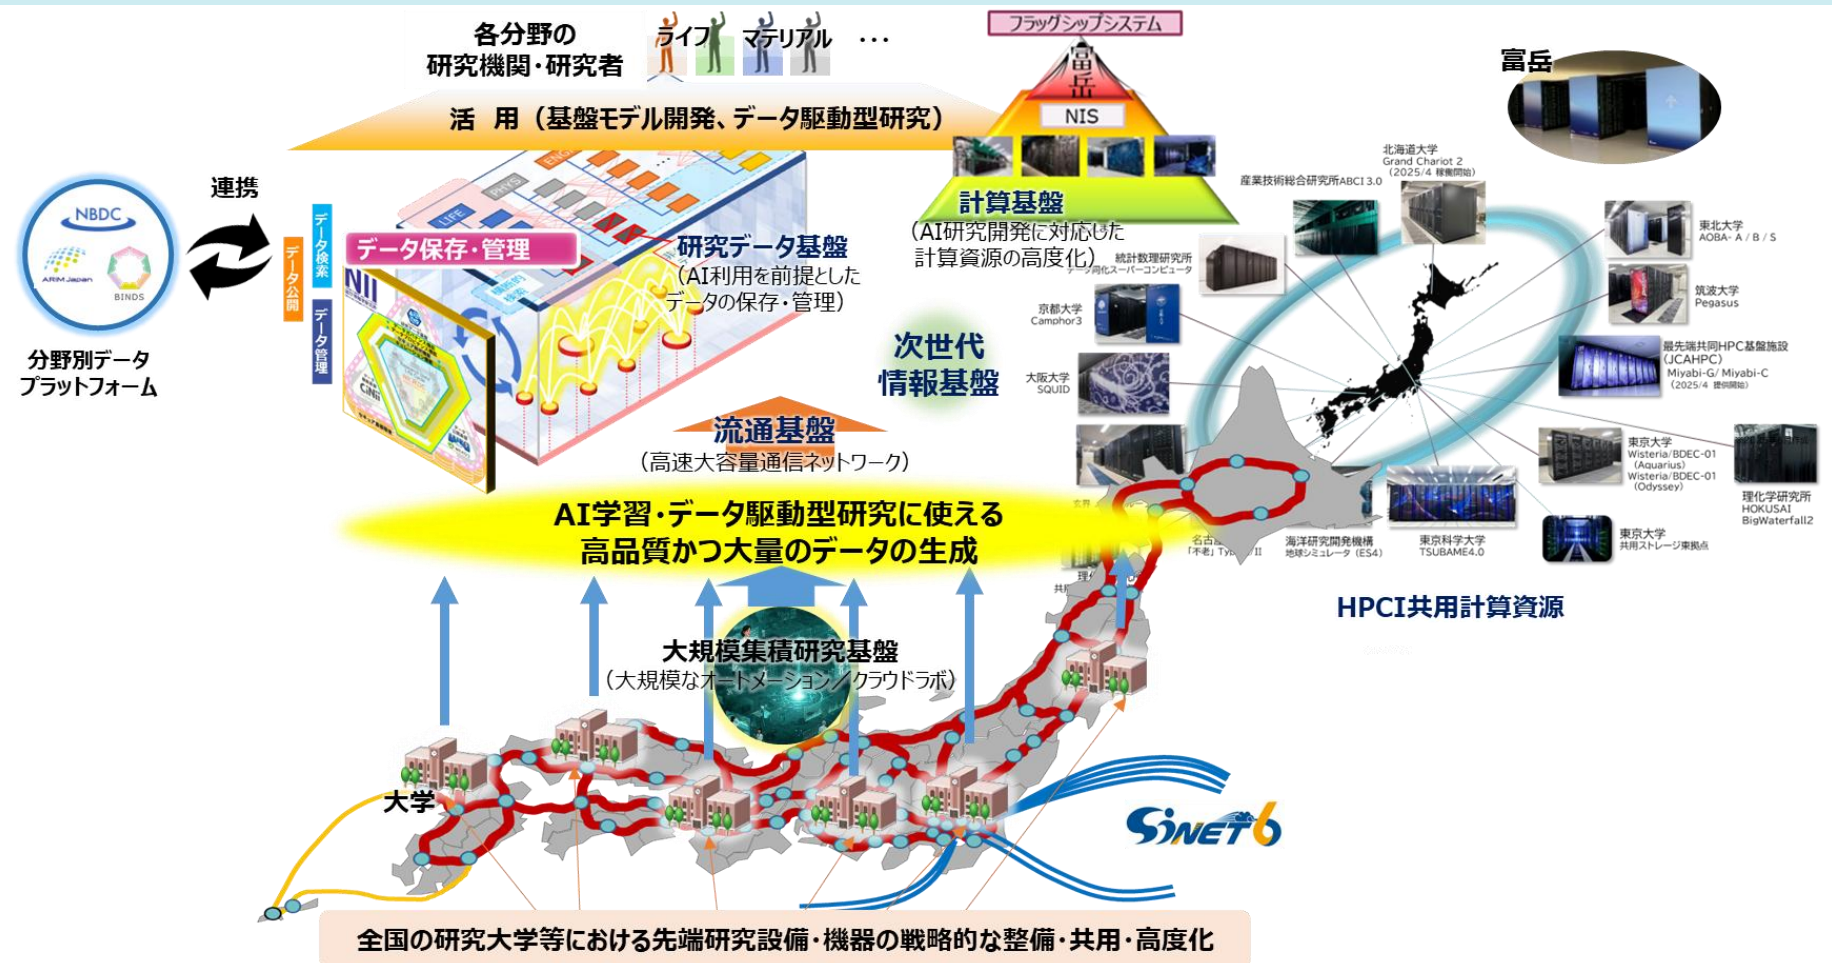 各分野の
研究機関・研究者
ライフ
マテリアル
・・・
フラッグシップシステム
富岳
NIS
富岳
活 用（基盤モデル開発、データ駆動型研究）
計算基盤
（AI研究開発に対応した
計算資源の高度化）
連携
NBDC
ARIM Japan
BINDS
分野別データ
プラットフォーム
データ検索
データ公開
データ管理
PHYS
LIFE
データ保存・管理
NII
研究データ基盤
（AI利用を前提とした
データの保存・管理）
次世代
情報基盤
流通基盤
（高速大容量通信ネットワーク）
AI学習・データ駆動型研究に使える
高品質かつ大量のデータの生成
大規模集積研究基盤
（大規模なオートメーション／クラウドラボ）
北海道大学
Grand Chariot 2
（2025/4 稼働開始）
産業技術総合研究所ABCI 3.0
統計数理研究所
京都大学
Camphor3
大阪大学
SQUID
東北大学
AOBA- A / B / S
筑波大学
Pegasus
最先端共同HPC基盤施設
（JCAHPC）
Miyabi-G/ Miyabi-C
（2025/4 提供開始）
東京大学
Wisteria/BDEC-01
（Aquarius）
Wisteria/BDEC-01
（Odyssey）
理化学研究所
HOKUSAI
BigWaterfall2
東京大学
共用ストレージ東拠点
東京科学大学
TSUBAME4.0
海洋研究開発機構
地球シミュレータ（ES4）
HPCI共用計算資源
大学
SINET6
全国の研究大学等における先端研究設備・機器の戦略的な整備・共用・高度化